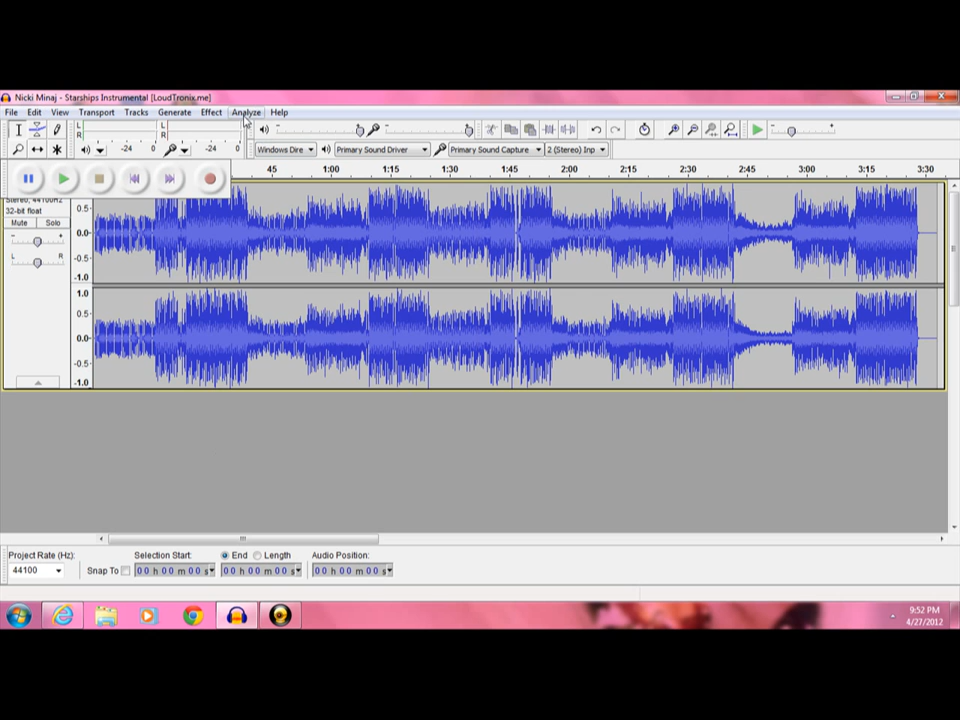 Nicki Minaj - Starships Instrumental [LoudTronix.me]
File Edit View Transport Tracks Generate Effect Analyze Help
L
R
-24 0
L
R
-24 0
Windows Dire Primary Sound Driver Primary Sound Capture 2 (Stereo) Inp
45 1:00 1:15 1:30 1:45 2:00 2:15 2:30 2:45 3:00 3:15 3:30
Stereo, 44100Hz
32-bit float
Mute Solo
- +
L R
0.5
0.0
-0.5
-1.0
1.0
0.5
0.0
-0.5
-1.0
Project Rate (Hz): Selection Start: End Length Audio Position:
44100 Snap To 00 h 00 m 00 s 00 h 00 m 00 s 00 h 00 m 00 s
9:52 PM
4/27/2012